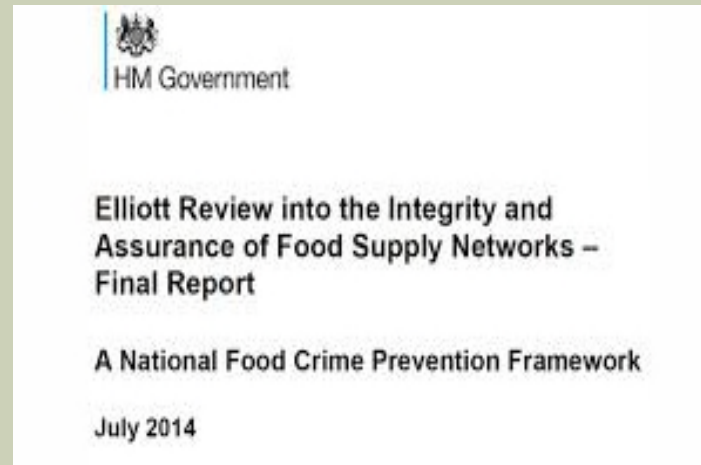 HM Government
Elliott Review into the Integrity and
Assurance of Food Supply Networks –
Final Report
A National Food Crime Prevention Framework
July 2014